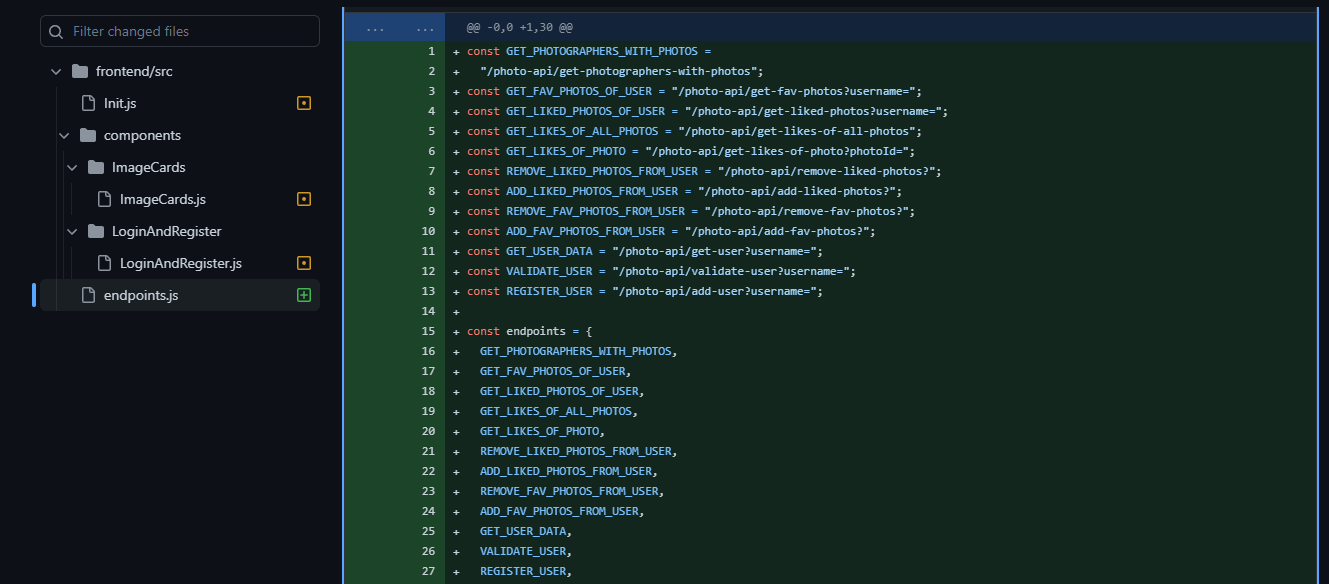 Filter changed files
frontend/src
Init.js
components
ImageCards
ImageCards.js
LoginAndRegister
LoginAndRegister.js
endpoints.js
... ... @@ -0,0 +1,30 @@
1 + const GET_PHOTOGRAPHERS_WITH_PHOTOS =
2 + "/photo-api/get-photographers-with-photos";
3 + const GET_FAV_PHOTOS_OF_USER = "/photo-api/get-fav-photos?username=";
4 + const GET_LIKED_PHOTOS_OF_USER = "/photo-api/get-liked-photos?username=";
5 + const GET_LIKES_OF_ALL_PHOTOS = "/photo-api/get-likes-of-all-photos";
6 + const GET_LIKES_OF_PHOTO = "/photo-api/get-likes-of-photo?photoId=";
7 + const REMOVE_LIKED_PHOTOS_FROM_USER = "/photo-api/remove-liked-photos?";
8 + const ADD_LIKED_PHOTOS_FROM_USER = "/photo-api/add-liked-photos?";
9 + const REMOVE_FAV_PHOTOS_FROM_USER = "/photo-api/remove-fav-photos?";
10 + const ADD_FAV_PHOTOS_FROM_USER = "/photo-api/add-fav-photos?";
11 + const GET_USER_DATA = "/photo-api/get-user?username=";
12 + const VALIDATE_USER = "/photo-api/validate-user?username=";
13 + const REGISTER_USER = "/photo-api/add-user?username=";
14 +
15 + const endpoints = {
16 + GET_PHOTOGRAPHERS_WITH_PHOTOS,
17 + GET_FAV_PHOTOS_OF_USER,
18 + GET_LIKED_PHOTOS_OF_USER,
19 + GET_LIKES_OF_ALL_PHOTOS,
20 + GET_LIKES_OF_PHOTO,
21 + REMOVE_LIKED_PHOTOS_FROM_USER,
22 + ADD_LIKED_PHOTOS_FROM_USER,
23 + REMOVE_FAV_PHOTOS_FROM_USER,
24 + ADD_FAV_PHOTOS_FROM_USER,
25 + GET_USER_DATA,
26 + VALIDATE_USER,
27 + REGISTER_USER,